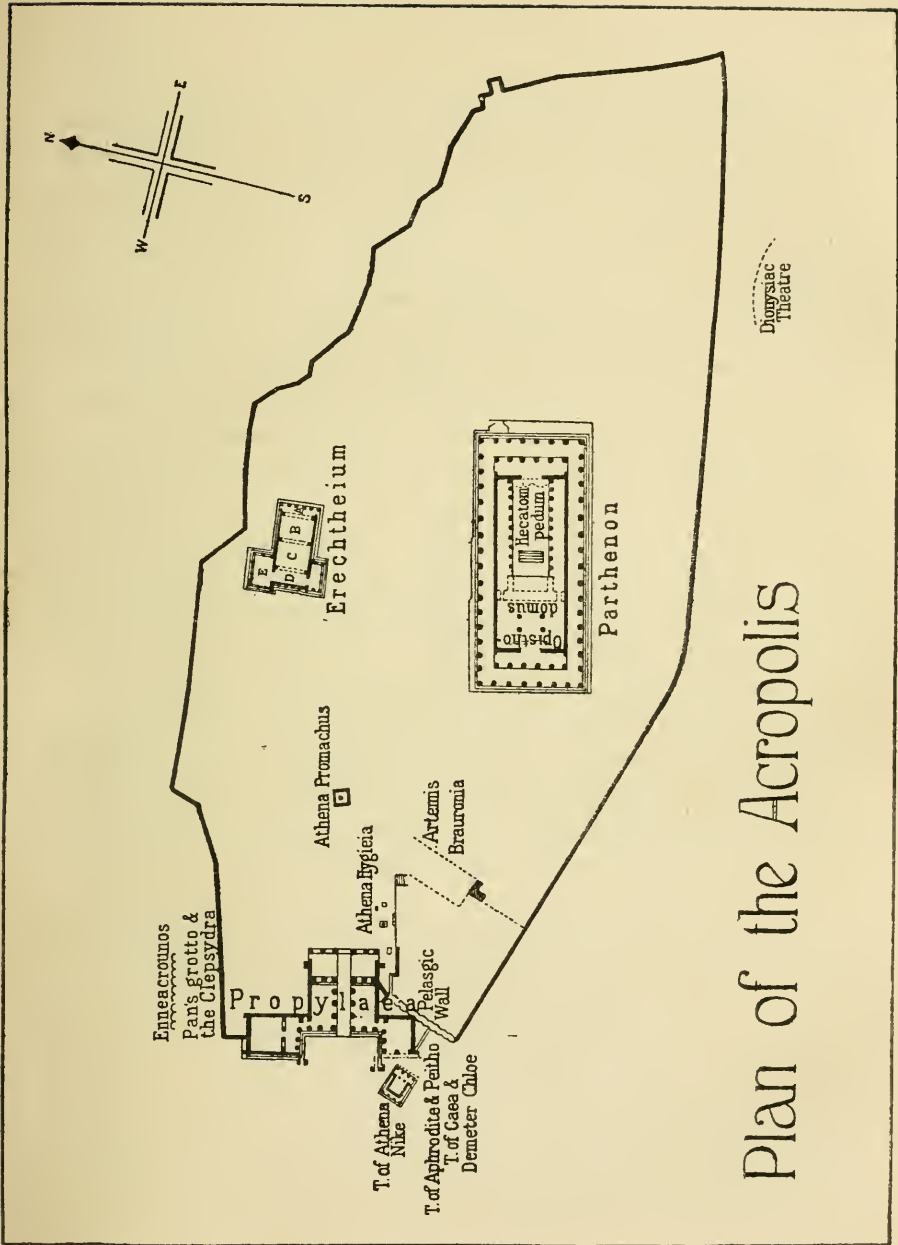 N
E
W
S
Enneacrounos
Pan's grotto &
the Clepsydra
Propylaea
Pelasgic
Wall
T. of Athena
Nike
T. of Aphrodite & Peitho
T. of Caea &
Demeter Chloe
Athena Hygieia
Athena Promachus
Artemis
Brauronia
Erechtheium
A
B
C
D
E
Opistho-
domus
Hecatom
pedum
Parthenon
Dionysiac
Theatre
Plan of the Acropolis